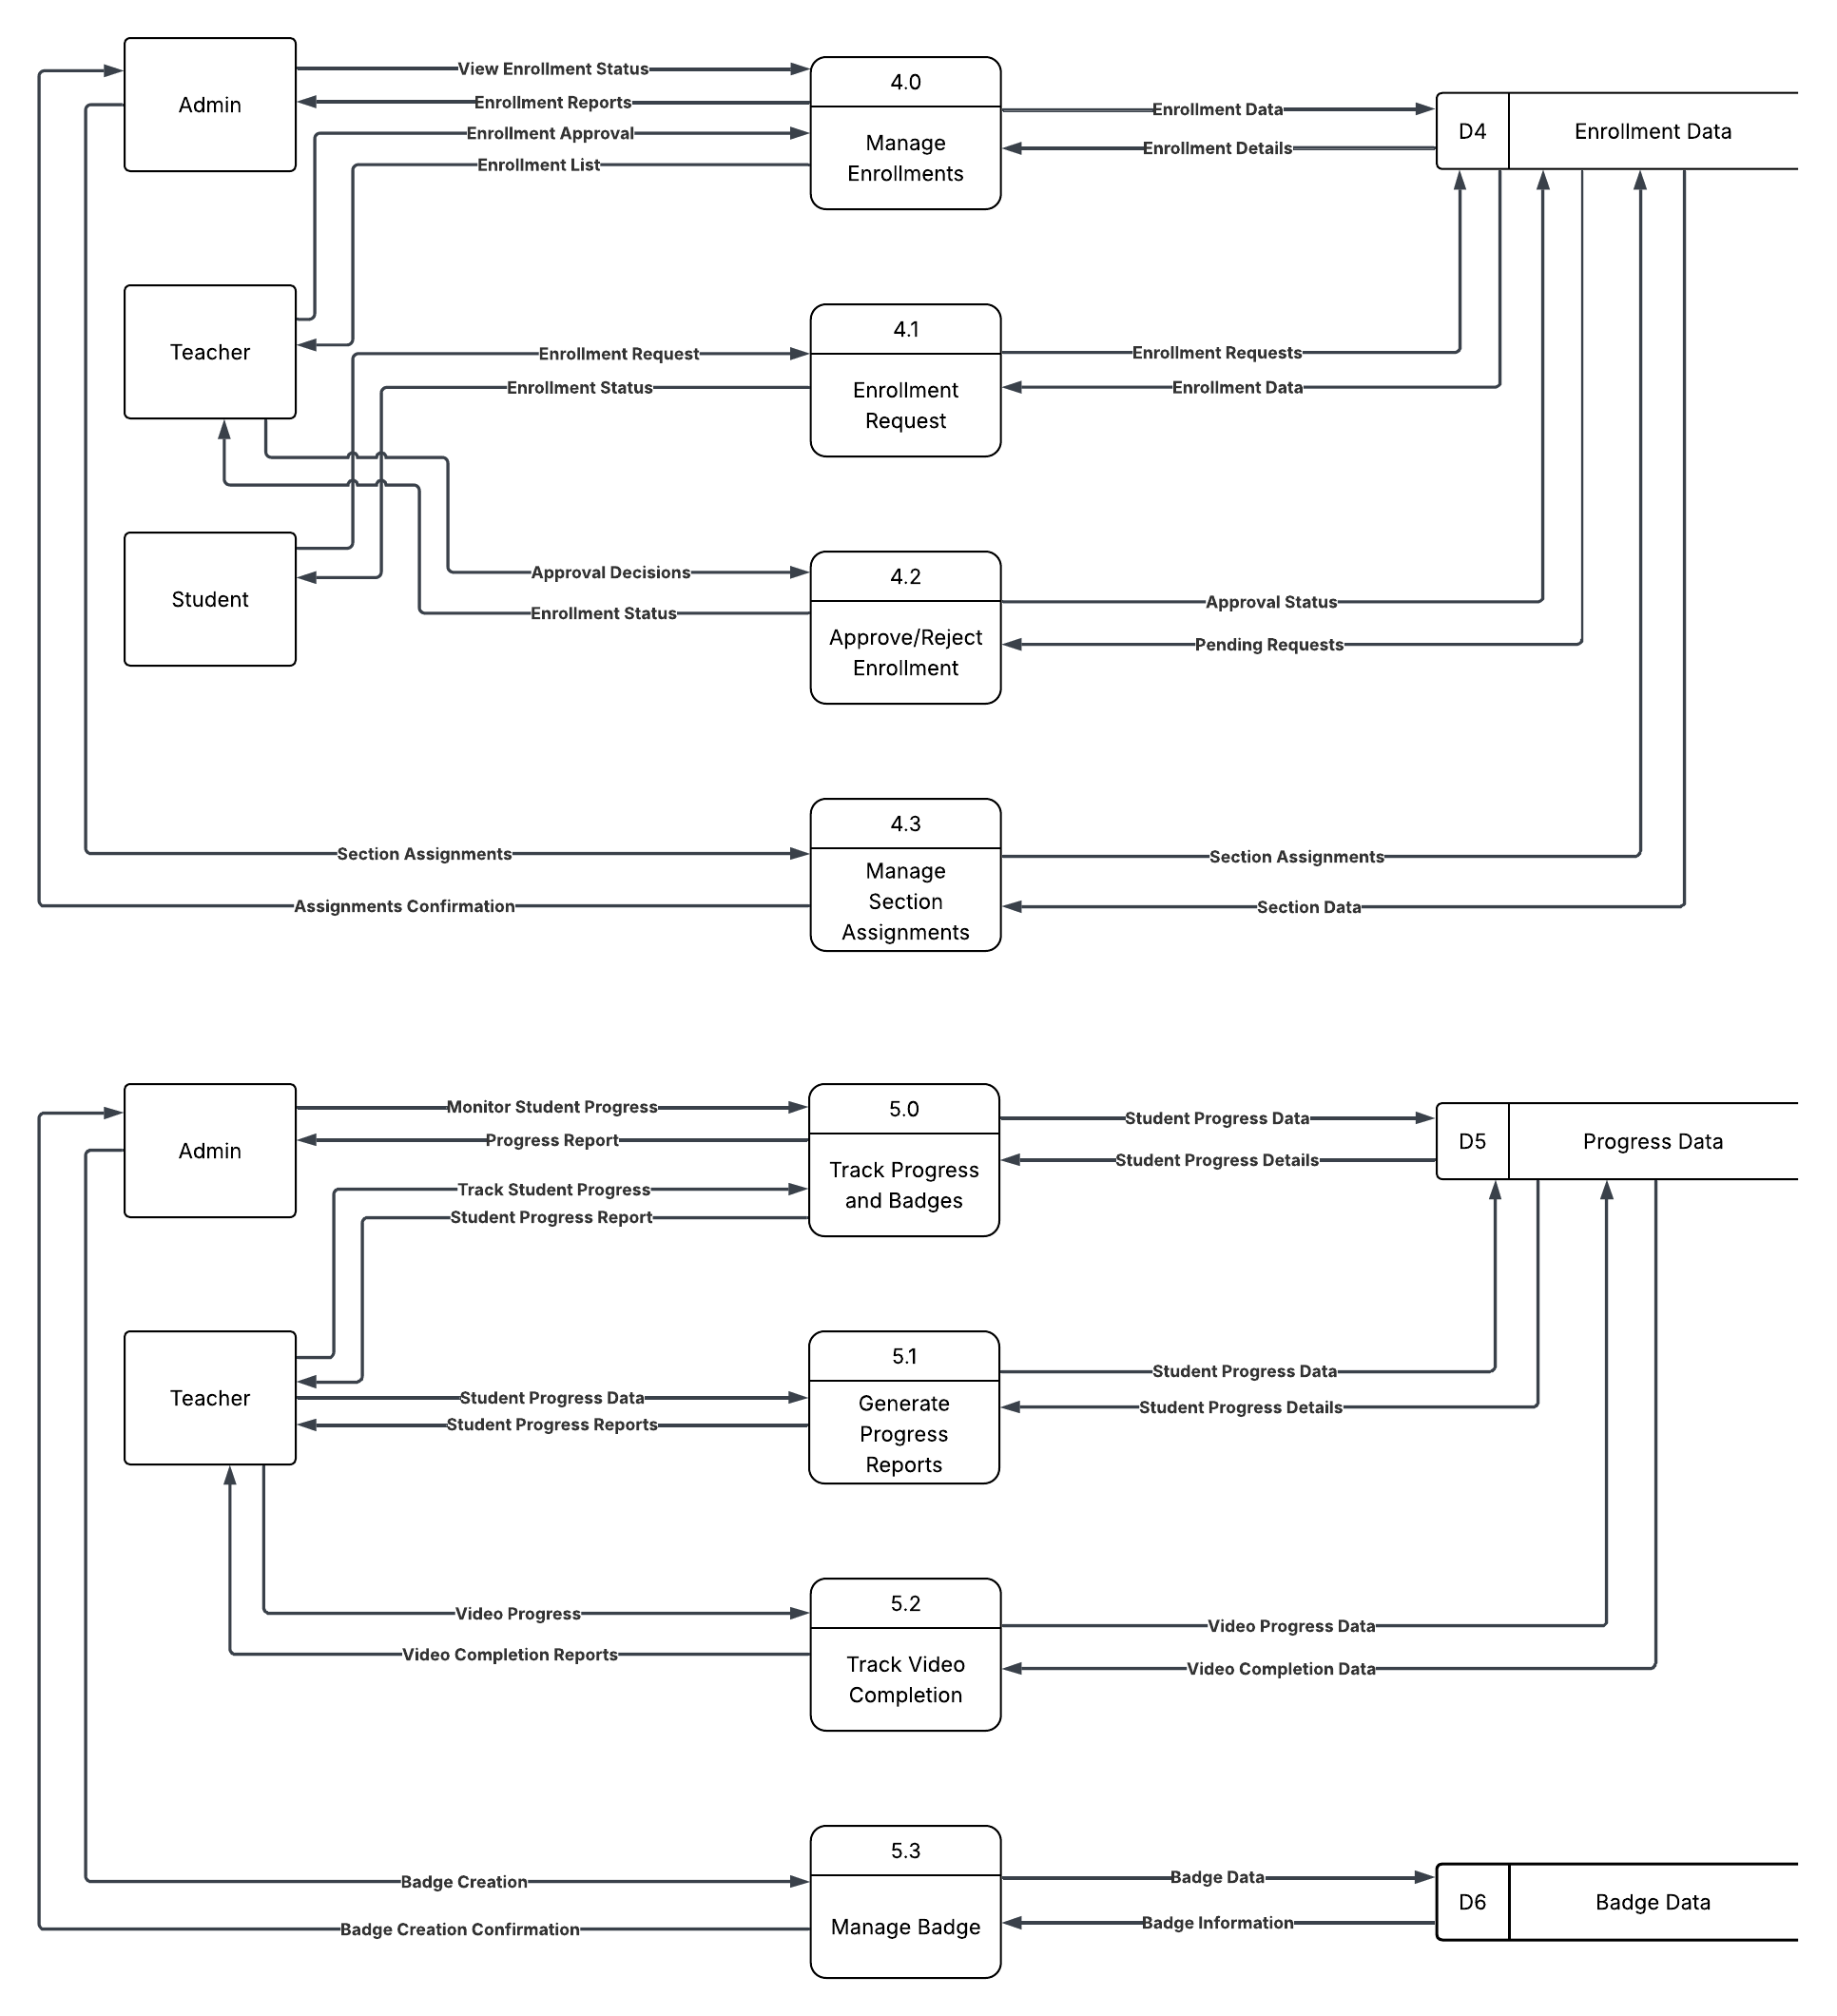 Admin
View Enrollment Status
Enrollment Reports
Enrollment Approval
Enrollment List
4.0
Manage
Enrollments
Enrollment Data
Enrollment Details
D4
Enrollment Data
Teacher
Enrollment Request
Enrollment Status
4.1
Enrollment
Request
Enrollment Requests
Enrollment Data
Student
Approval Decisions
Enrollment Status
4.2
Approve/Reject
Enrollment
Approval Status
Pending Requests
Section Assignments
Assignments Confirmation
4.3
Manage
Section
Assignments
Section Assignments
Section Data
Admin
Monitor Student Progress
Progress Report
Track Student Progress
Student Progress Report
5.0
Track Progress
and Badges
Student Progress Data
Student Progress Details
D5
Progress Data
Teacher
Student Progress Data
Student Progress Reports
5.1
Generate
Progress
Reports
Student Progress Data
Student Progress Details
Video Progress
Video Completion Reports
5.2
Track Video
Completion
Video Progress Data
Video Completion Data
Badge Creation
Badge Creation Confirmation
5.3
Manage Badge
Badge Data
Badge Information
D6
Badge Data